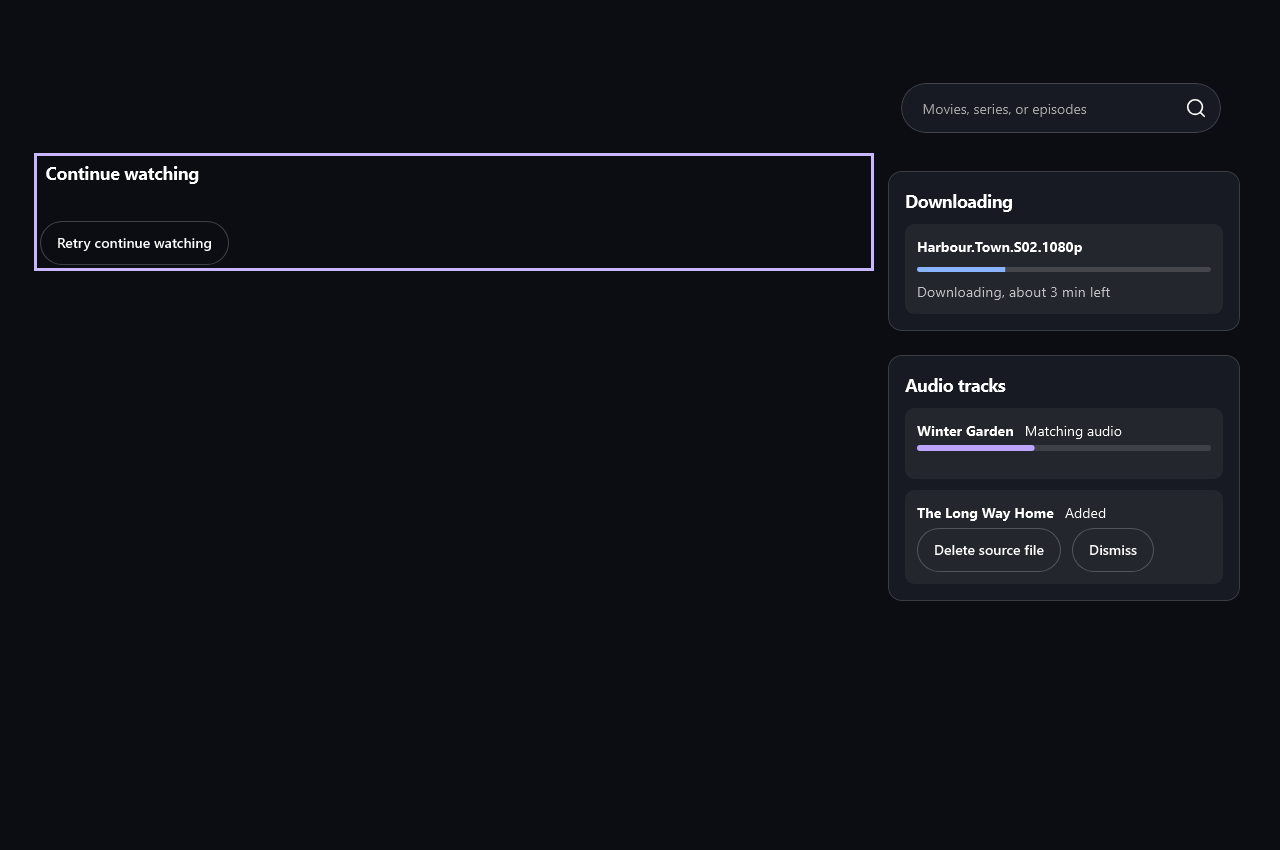 Movies, series, or episodes
Continue watching
Retry continue watching
Downloading
Harbour.Town.S02.1080p
Downloading, about 3 min left
Audio tracks
Winter Garden Matching audio
The Long Way Home Added
Delete source file Dismiss